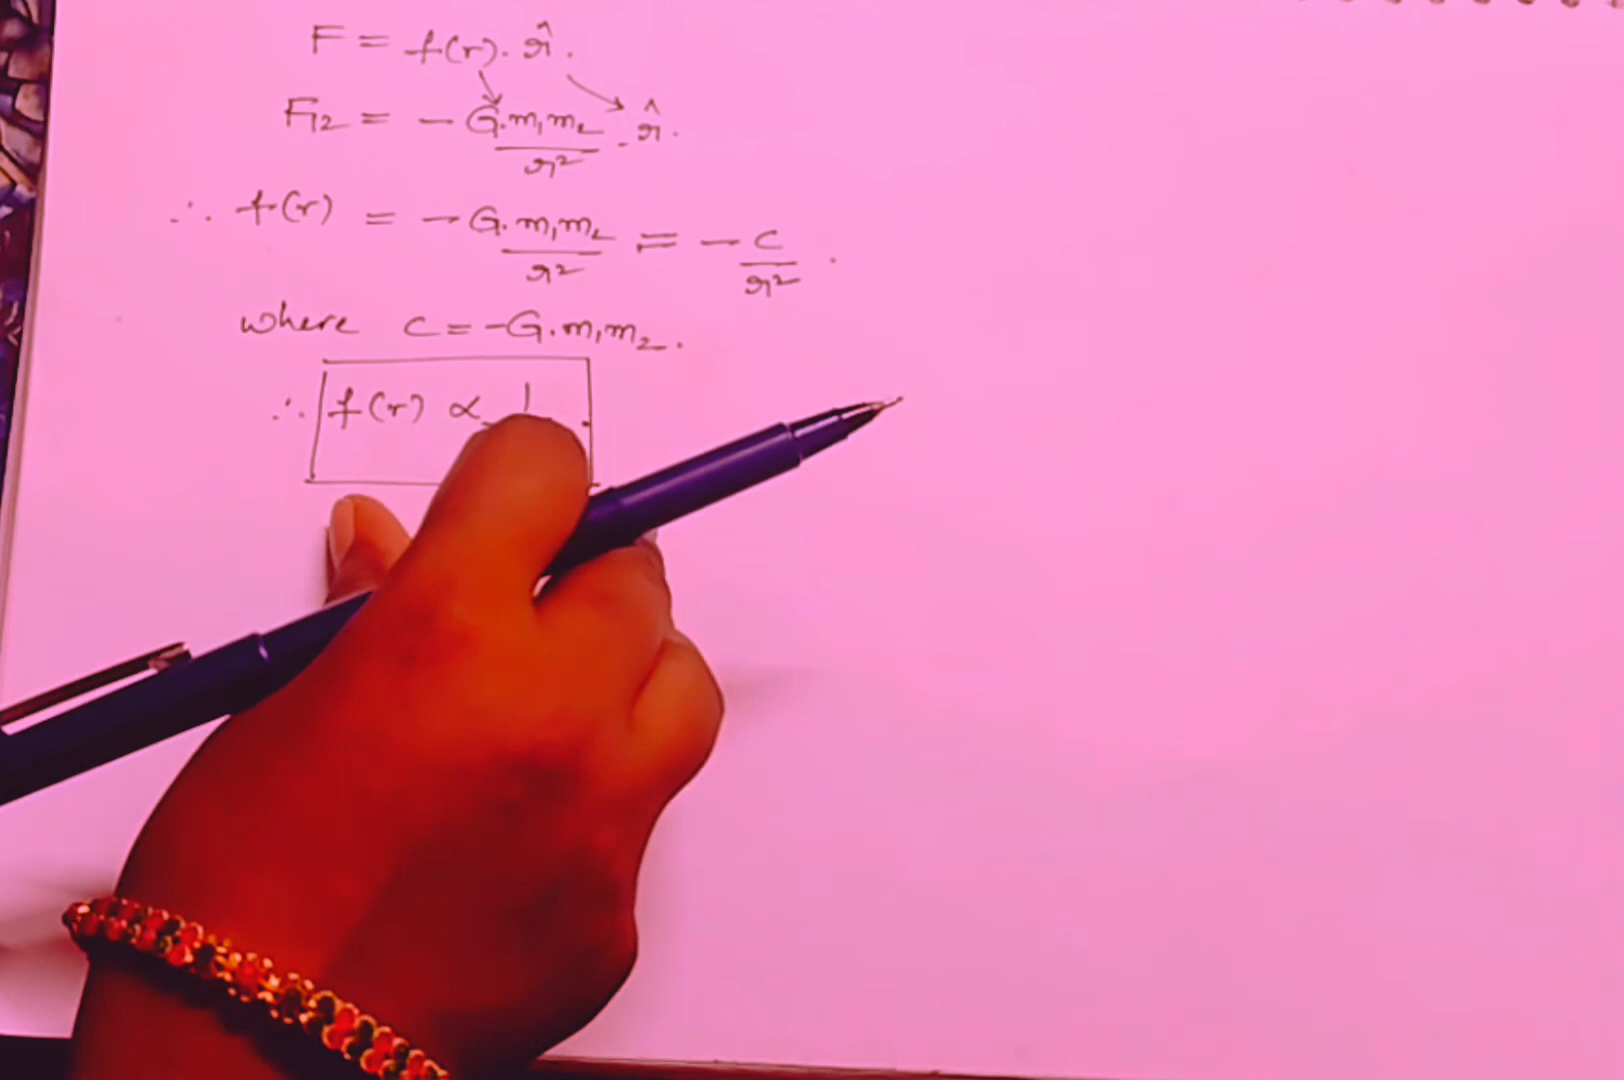 F = f(r). r̂.
F12 = - G.m1m2/r² . r̂.
∴ f(r) = - G.m1m2/r² = - c/r² .
where c = -G.m1m2.
∴ f(r) ∝ 1